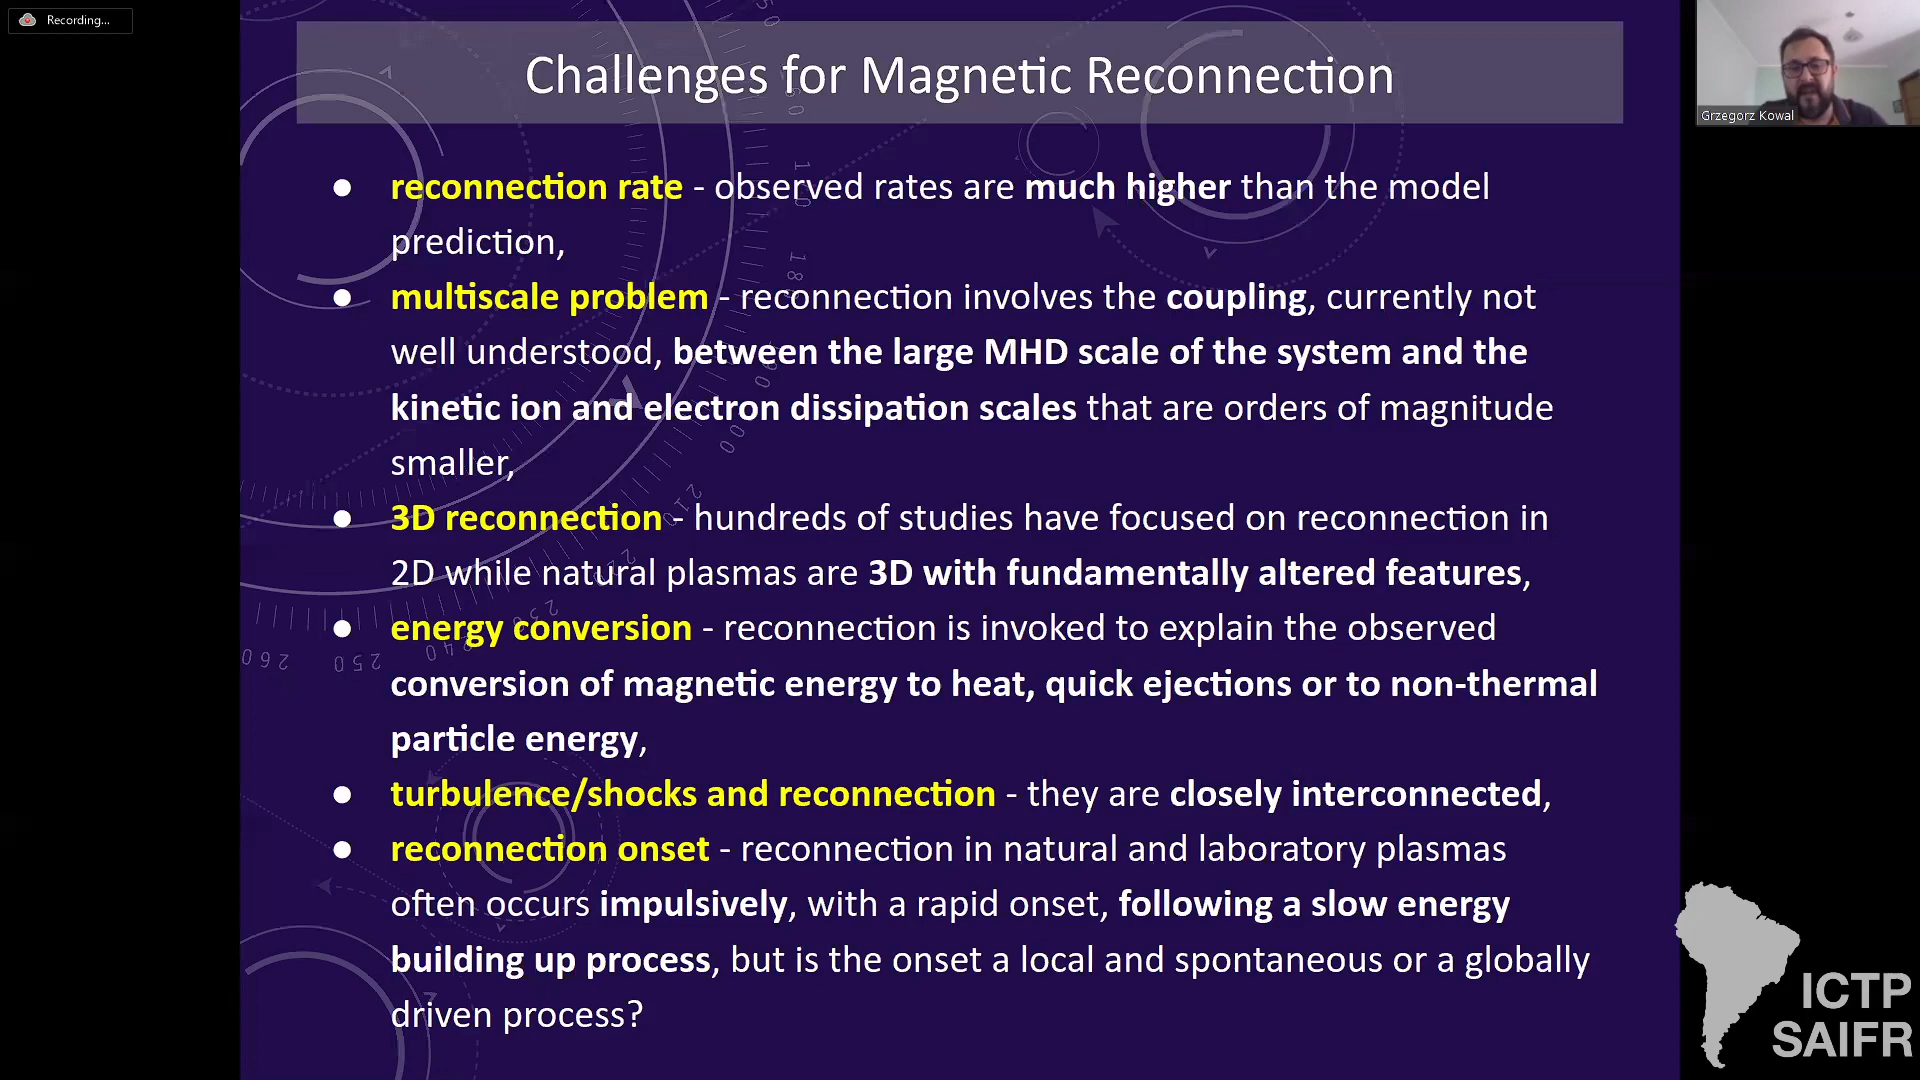 Recording...
Challenges for Magnetic Reconnection
Grzegorz Kowal
● reconnection rate - observed rates are much higher than the model
prediction,
● multiscale problem - reconnection involves the coupling, currently not
well understood, between the large MHD scale of the system and the
kinetic ion and electron dissipation scales that are orders of magnitude
smaller,
● 3D reconnection - hundreds of studies have focused on reconnection in
2D while natural plasmas are 3D with fundamentally altered features,
● energy conversion - reconnection is invoked to explain the observed
conversion of magnetic energy to heat, quick ejections or to non-thermal
particle energy,
● turbulence/shocks and reconnection - they are closely interconnected,
● reconnection onset - reconnection in natural and laboratory plasmas
often occurs impulsively, with a rapid onset, following a slow energy
building up process, but is the onset a local and spontaneous or a globally
driven process?
260
250
240
230
210
180
ICTP
SAIFR